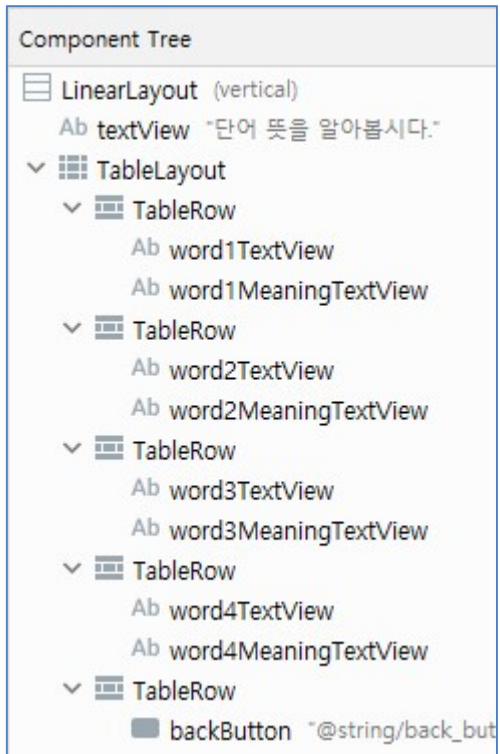 Component Tree
LinearLayout (vertical)
Ab textView "단어 뜻을 알아봅시다."
TableLayout
TableRow
Ab word1TextView
Ab word1MeaningTextView
TableRow
Ab word2TextView
Ab word2MeaningTextView
TableRow
Ab word3TextView
Ab word3MeaningTextView
TableRow
Ab word4TextView
Ab word4MeaningTextView
TableRow
backButton "@string/back_but